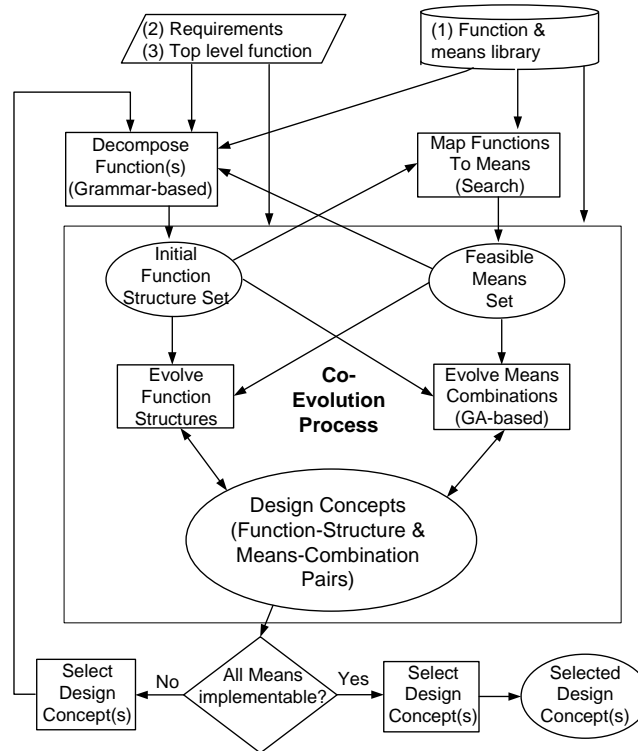 (2) Requirements
(3) Top level function
(1) Function &
means library
Decompose
Function(s)
(Grammar-based)
Map Functions
To Means
(Search)
Initial
Function
Structure Set
Feasible
Means
Set
Evolve
Function
Structures
Co-
Evolution
Process
Evolve Means
Combinations
(GA-based)
Design Concepts
(Function-Structure &
Means-Combination
Pairs)
Select
Design
Concept(s)
No
All Means
implementable?
Yes
Select
Design
Concept(s)
Selected
Design
Concept(s)